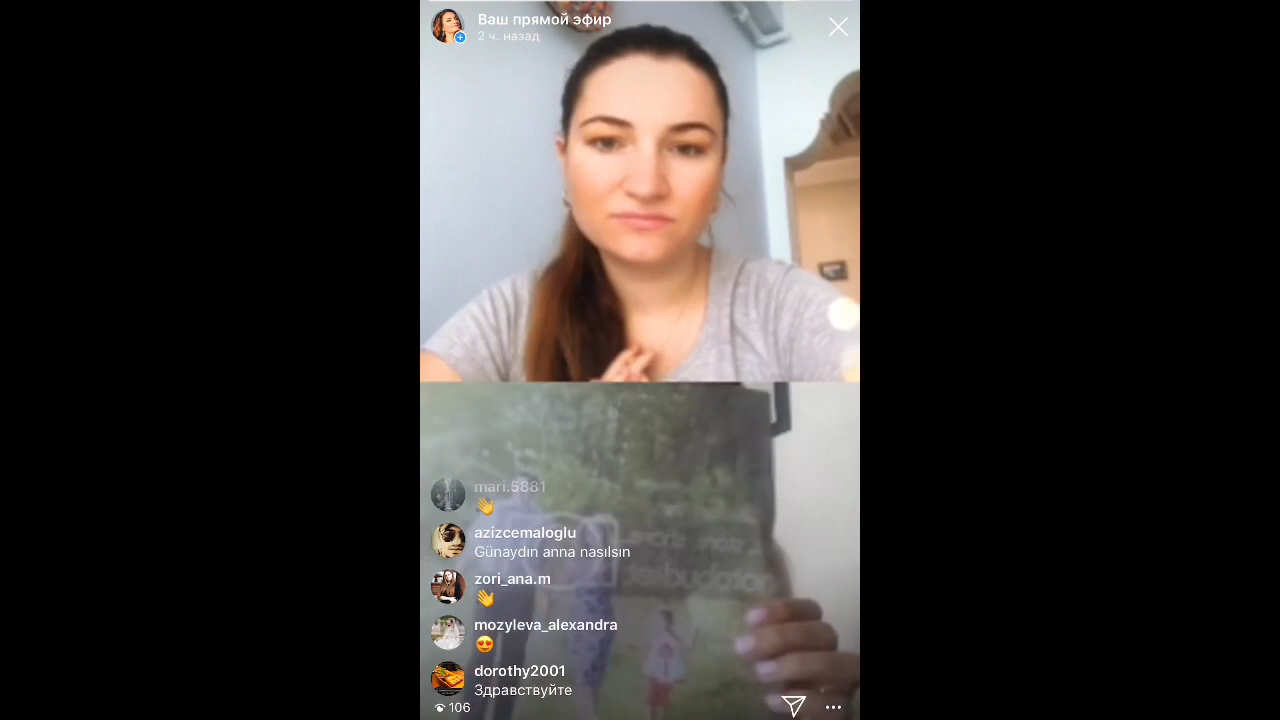 Ваш прямой эфир
2 ч. назад
mari.5881
👋
azizcemaloglu
Günaydın anna nasılsın
zori_ana.m
👋
mozyleva_alexandra
😍
dorothy2001
Здравствуйте
106